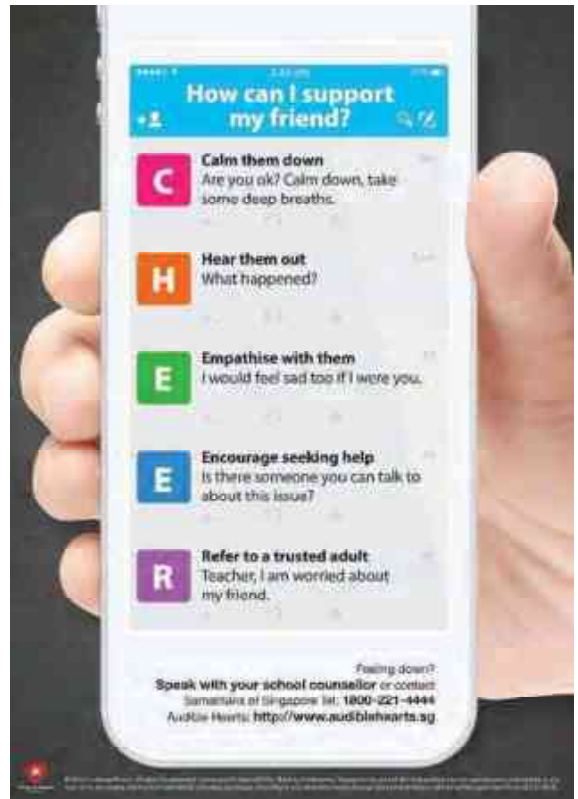 How can I support
my friend?
C
Calm them down
Are you ok? Calm down, take
some deep breaths.
H
Hear them out
What happened?
E
Empathise with them
I would feel sad too if I were you.
E
Encourage seeking help
Is there someone you can talk to
about this issue?
R
Refer to a trusted adult
Teacher, I am worried about
my friend.
Feeling down?
Speak with your school counsellor or contact
Samaritans of Singapore tel: 1800-221-4444
Audible Hearts: http://www.audiblehearts.sg